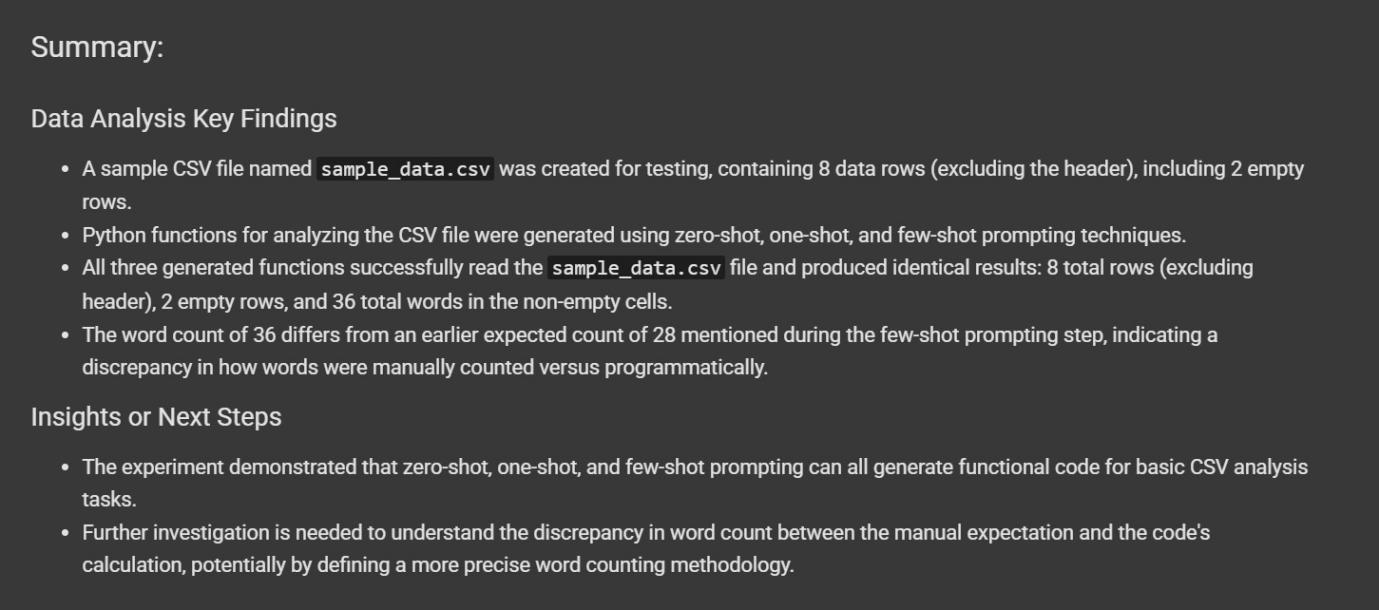 Summary:
Data Analysis Key Findings
• A sample CSV file named sample_data.csv was created for testing, containing 8 data rows (excluding the header), including 2 empty
rows.
• Python functions for analyzing the CSV file were generated using zero-shot, one-shot, and few-shot prompting techniques.
• All three generated functions successfully read the sample_data.csv file and produced identical results: 8 total rows (excluding
header), 2 empty rows, and 36 total words in the non-empty cells.
• The word count of 36 differs from an earlier expected count of 28 mentioned during the few-shot prompting step, indicating a
discrepancy in how words were manually counted versus programmatically.
Insights or Next Steps
• The experiment demonstrated that zero-shot, one-shot, and few-shot prompting can all generate functional code for basic CSV analysis
tasks.
• Further investigation is needed to understand the discrepancy in word count between the manual expectation and the code's
calculation, potentially by defining a more precise word counting methodology.